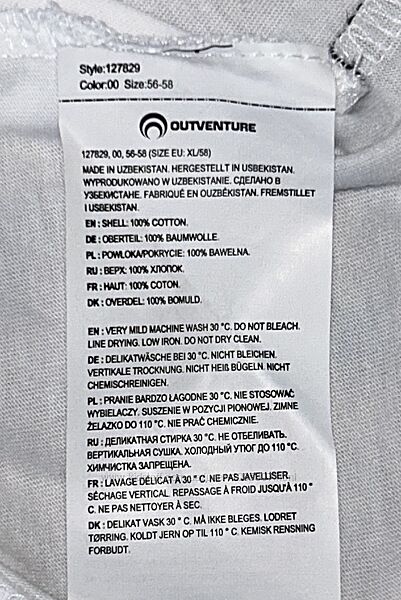 Style:127829
Color:00 Size:56-58
OUTVENTURE
127829, 00, 56-58 (SIZE EU: XL/58)
MADE IN UZBEKISTAN. HERGESTELLT IN USBEKISTAN.
WYPRODUKOWANO W UZBEKISTANIE. СДЕЛАНО В
УЗБЕКИСТАНЕ. FABRIQUÉ EN OUZBÉKISTAN. FREMSTILLET
I USBEKISTAN.
EN : SHELL: 100% COTTON.
DE : OBERTEIL: 100% BAUMWOLLE.
PL : POWŁOKA/POKRYCIE: 100% BAWEŁNA.
RU : ВЕРХ: 100% ХЛОПОК.
FR : HAUT: 100% COTON.
DK : OVERDEL: 100% BOMULD.
EN : VERY MILD MACHINE WASH 30 °C. DO NOT BLEACH.
LINE DRYING. LOW IRON. DO NOT DRY CLEAN.
DE : DELIKATWÄSCHE BEI 30 °C. NICHT BLEICHEN.
VERTIKALE TROCKNUNG. NICHT HEIß BÜGELN. NICHT
CHEMISCHREINIGEN.
PL : PRANIE BARDZO ŁAGODNE 30 °C. NIE STOSOWAĆ
WYBIELACZY. SUSZENIE W POZYCJI PIONOWEJ. ZIMNE
ŻELAZKO DO 110 °C. NIE PRAĆ CHEMICZNIE.
RU : ДЕЛИКАТНАЯ СТИРКА 30 °C. НЕ ОТБЕЛИВАТЬ.
ВЕРТИКАЛЬНАЯ СУШКА. ХОЛОДНЫЙ УТЮГ ДО 110 °C.
ХИМЧИСТКА ЗАПРЕЩЕНА.
FR : LAVAGE DÉLICAT À 30 °C. NE PAS JAVELLISER.
SÉCHAGE VERTICAL. REPASSAGE À FROID JUSQU'À 110 °
C. NE PAS NETTOYER À SEC.
DK : DELIKAT VASK 30 °C. MÅ IKKE BLEGES. LODRET
TØRRING. KOLDT JERN OP TIL 110 °C. KEMISK RENSNING
FORBUDT.